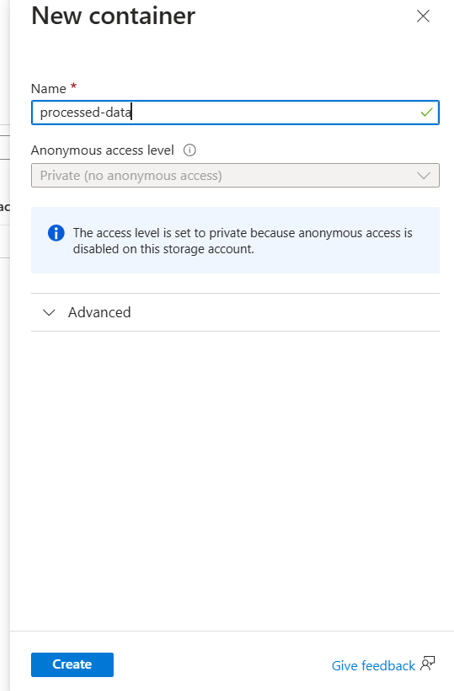 New container
Name *
processed-data
Anonymous access level
Private (no anonymous access)
The access level is set to private because anonymous access is
disabled on this storage account.
Advanced
Create
Give feedback